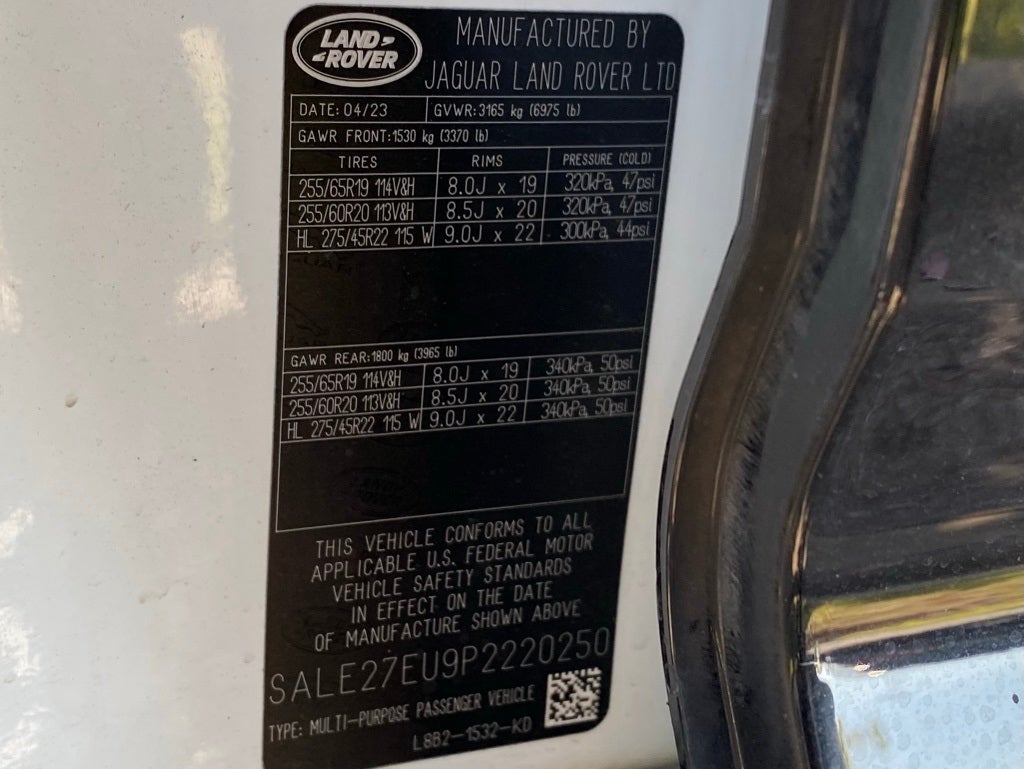 LAND ROVER
MANUFACTURED BY
JAGUAR LAND ROVER LTD
DATE: 04/23 GVWR:3165 kg (6975 lb)
GAWR FRONT:1530 kg (3370 lb)
TIRES RIMS PRESSURE (COLD)
255/65R19 114V&H 8.0J x 19 320kPa, 47psi
255/60R20 113V&H 8.5J x 20 320kPa, 47psi
HL 275/45R22 115 W 9.0J x 22 300kPa, 44psi
GAWR REAR:1800 kg (3965 lb)
255/65R19 114V&H 8.0J x 19 340kPa, 50psi
255/60R20 113V&H 8.5J x 20 340kPa, 50psi
HL 275/45R22 115 W 9.0J x 22 340kPa, 50psi
THIS VEHICLE CONFORMS TO ALL
APPLICABLE U.S. FEDERAL MOTOR
VEHICLE SAFETY STANDARDS
IN EFFECT ON THE DATE
OF MANUFACTURE SHOWN ABOVE
SALE27EU9P2220250
TYPE: MULTI-PURPOSE PASSENGER VEHICLE
L8B2-1532-KD